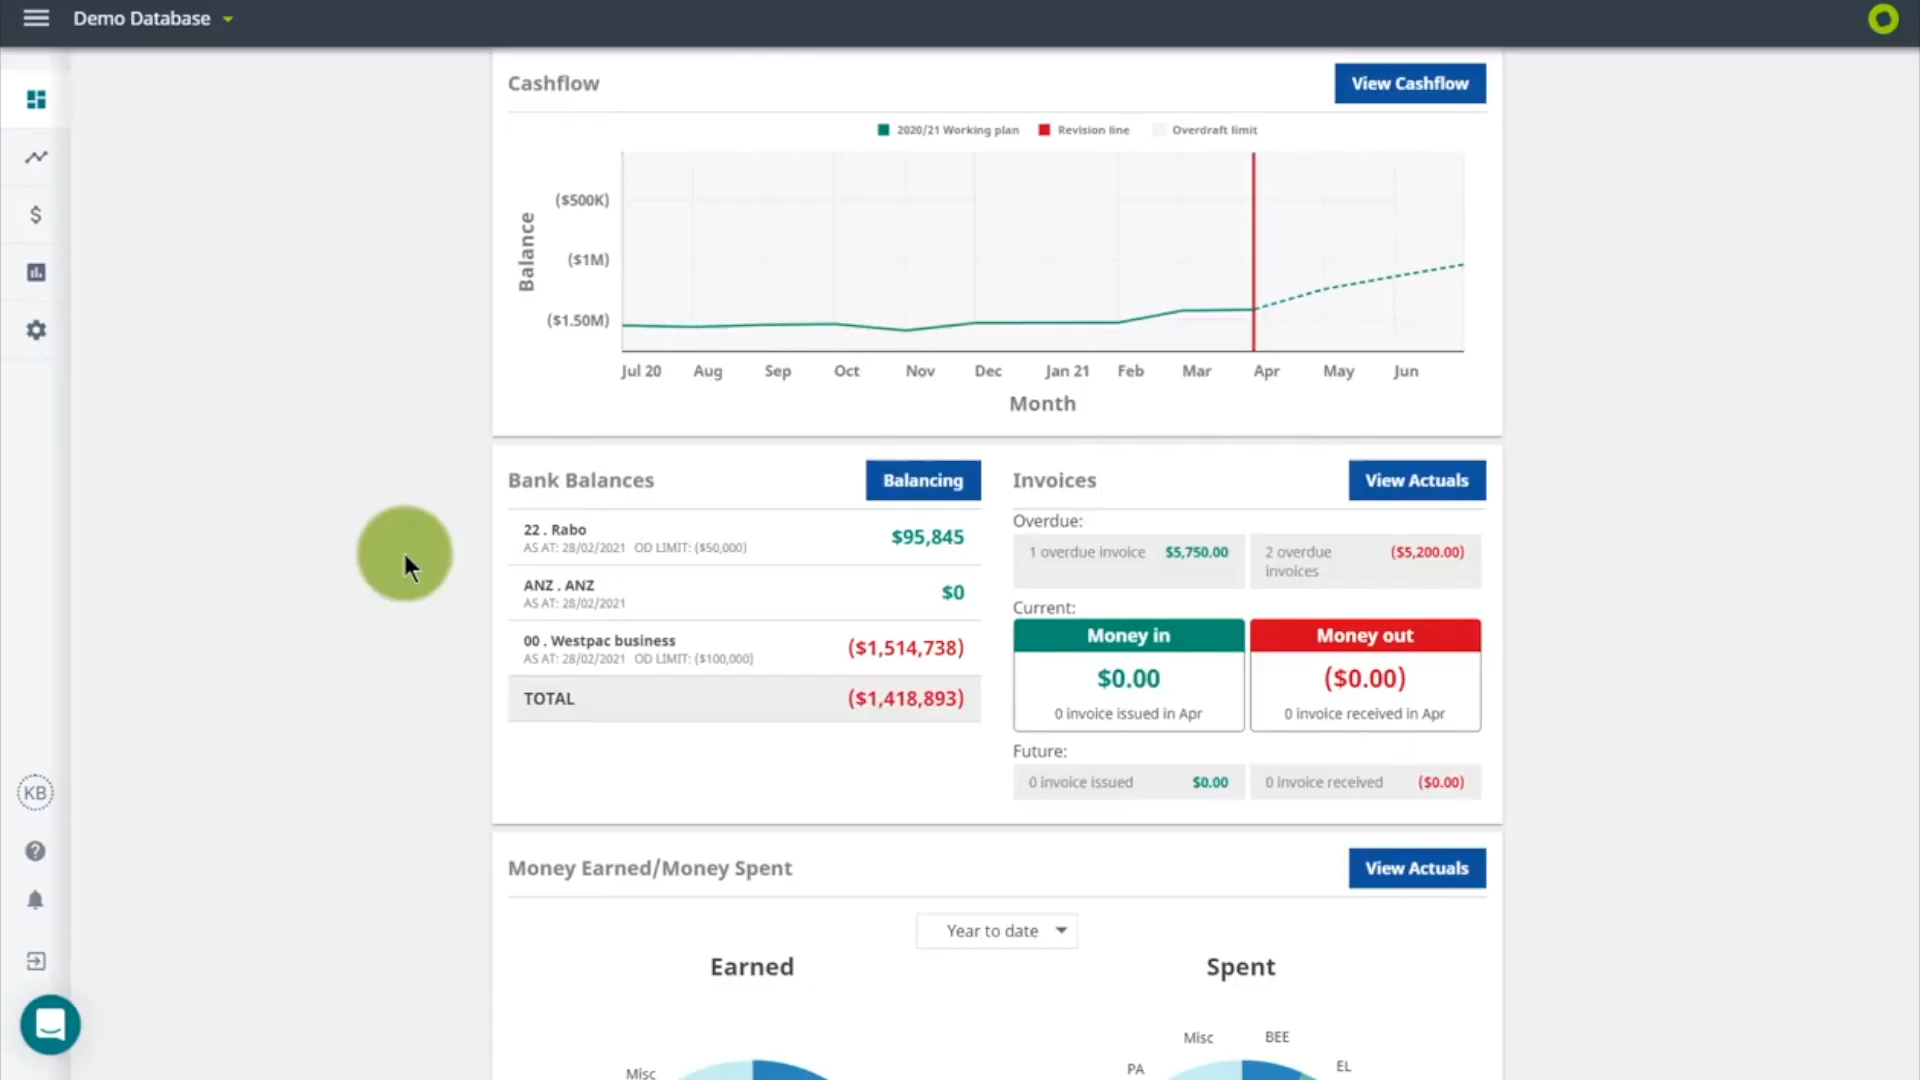 Demo Database
Cashflow
View Cashflow
2020/21 Working plan
Revision line
Overdraft limit
Balance
($500K)
($1M)
($1.50M)
Jul 20 Aug Sep Oct Nov Dec Jan 21 Feb Mar Apr May Jun
Month
Bank Balances
Balancing
22 . Rabo
AS AT: 28/02/2021 OD LIMIT: ($50,000)
$95,845
ANZ . ANZ
AS AT: 28/02/2021
$0
00 . Westpac business
AS AT: 28/02/2021 OD LIMIT: ($100,000)
($1,514,738)
TOTAL ($1,418,893)
Invoices
View Actuals
Overdue:
1 overdue invoice $5,750.00
2 overdue ($5,200.00)
invoices
Current:
Money in
$0.00
0 invoice issued in Apr
Money out
($0.00)
0 invoice received in Apr
Future:
0 invoice issued $0.00
0 invoice received ($0.00)
Money Earned/Money Spent
View Actuals
Year to date
Earned
Misc
Spent
Misc
BEE
PA
EL
$
KB
?